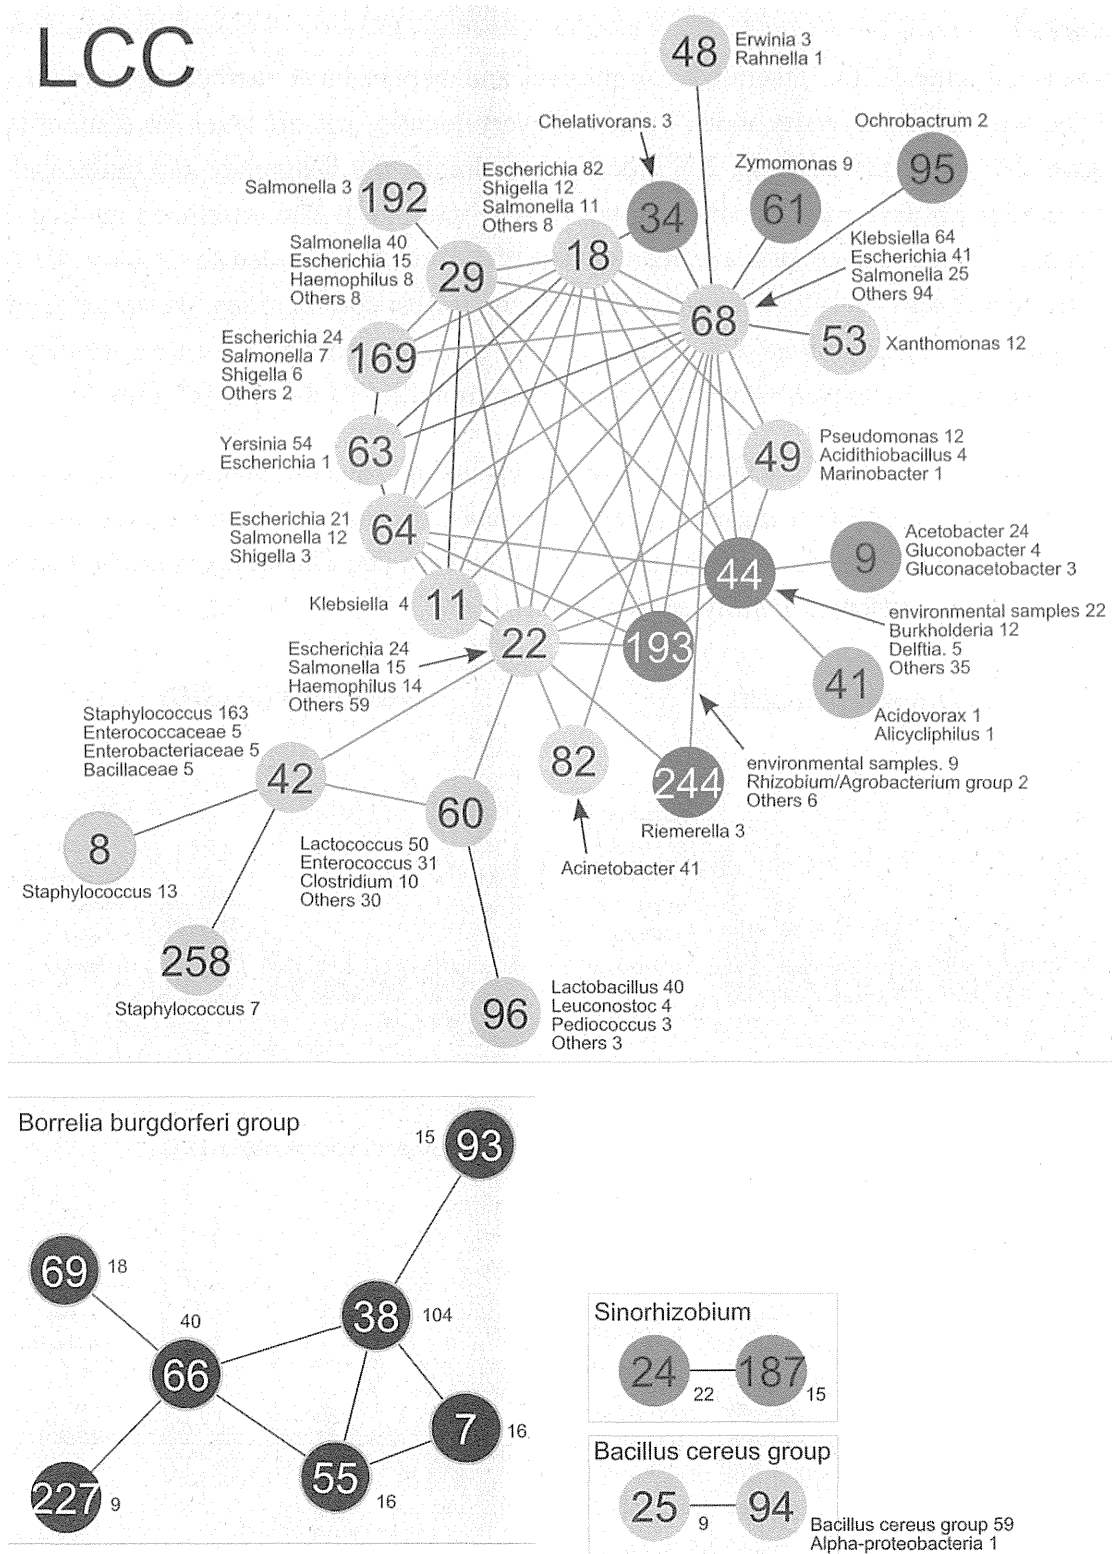 LCC
48
Erwinia 3
Rahnella 1
Chelativorans. 3
Ochrobactrum 2
95
Zymomonas 9
61
34
Escherichia 82
Shigella 12
Salmonella 11
Others 8
18
Salmonella 3
192
Salmonella 40
Escherichia 15
Haemophilus 8
Others 8
29
Klebsiella 64
Escherichia 41
Salmonella 25
Others 94
68
53
Xanthomonas 12
Escherichia 24
Salmonella 7
Shigella 6
Others 2
169
Yersinia 54
Escherichia 1
63
49
Pseudomonas 12
Acidithiobacillus 4
Marinobacter 1
Escherichia 21
Salmonella 12
Shigella 3
64
44
9
Acetobacter 24
Gluconobacter 4
Gluconacetobacter 3
Klebsiella 4
11
environmental samples 22
Burkholderia 12
Delftia. 5
Others 35
Escherichia 24
Salmonella 15
Haemophilus 14
Others 59
22
193
41
Acidovorax 1
Alicycliphilus 1
Staphylococcus 163
Enterococcaceae 5
Enterobacteriaceae 5
Bacillaceae 5
42
82
244
environmental samples. 9
Rhizobium/Agrobacterium group 2
Others 6
Riemerella 3
60
Lactococcus 50
Enterococcus 31
Clostridium 10
Others 30
Acinetobacter 41
8
Staphylococcus 13
258
Staphylococcus 7
96
Lactobacillus 40
Leuconostoc 4
Pediococcus 3
Others 3
Borrelia burgdorferi group
15
93
69
18
40
66
38
104
7
16
55
16
227
9
Sinorhizobium
24
22
187
15
Bacillus cereus group
25
9
94
Bacillus cereus group 59
Alpha-proteobacteria 1